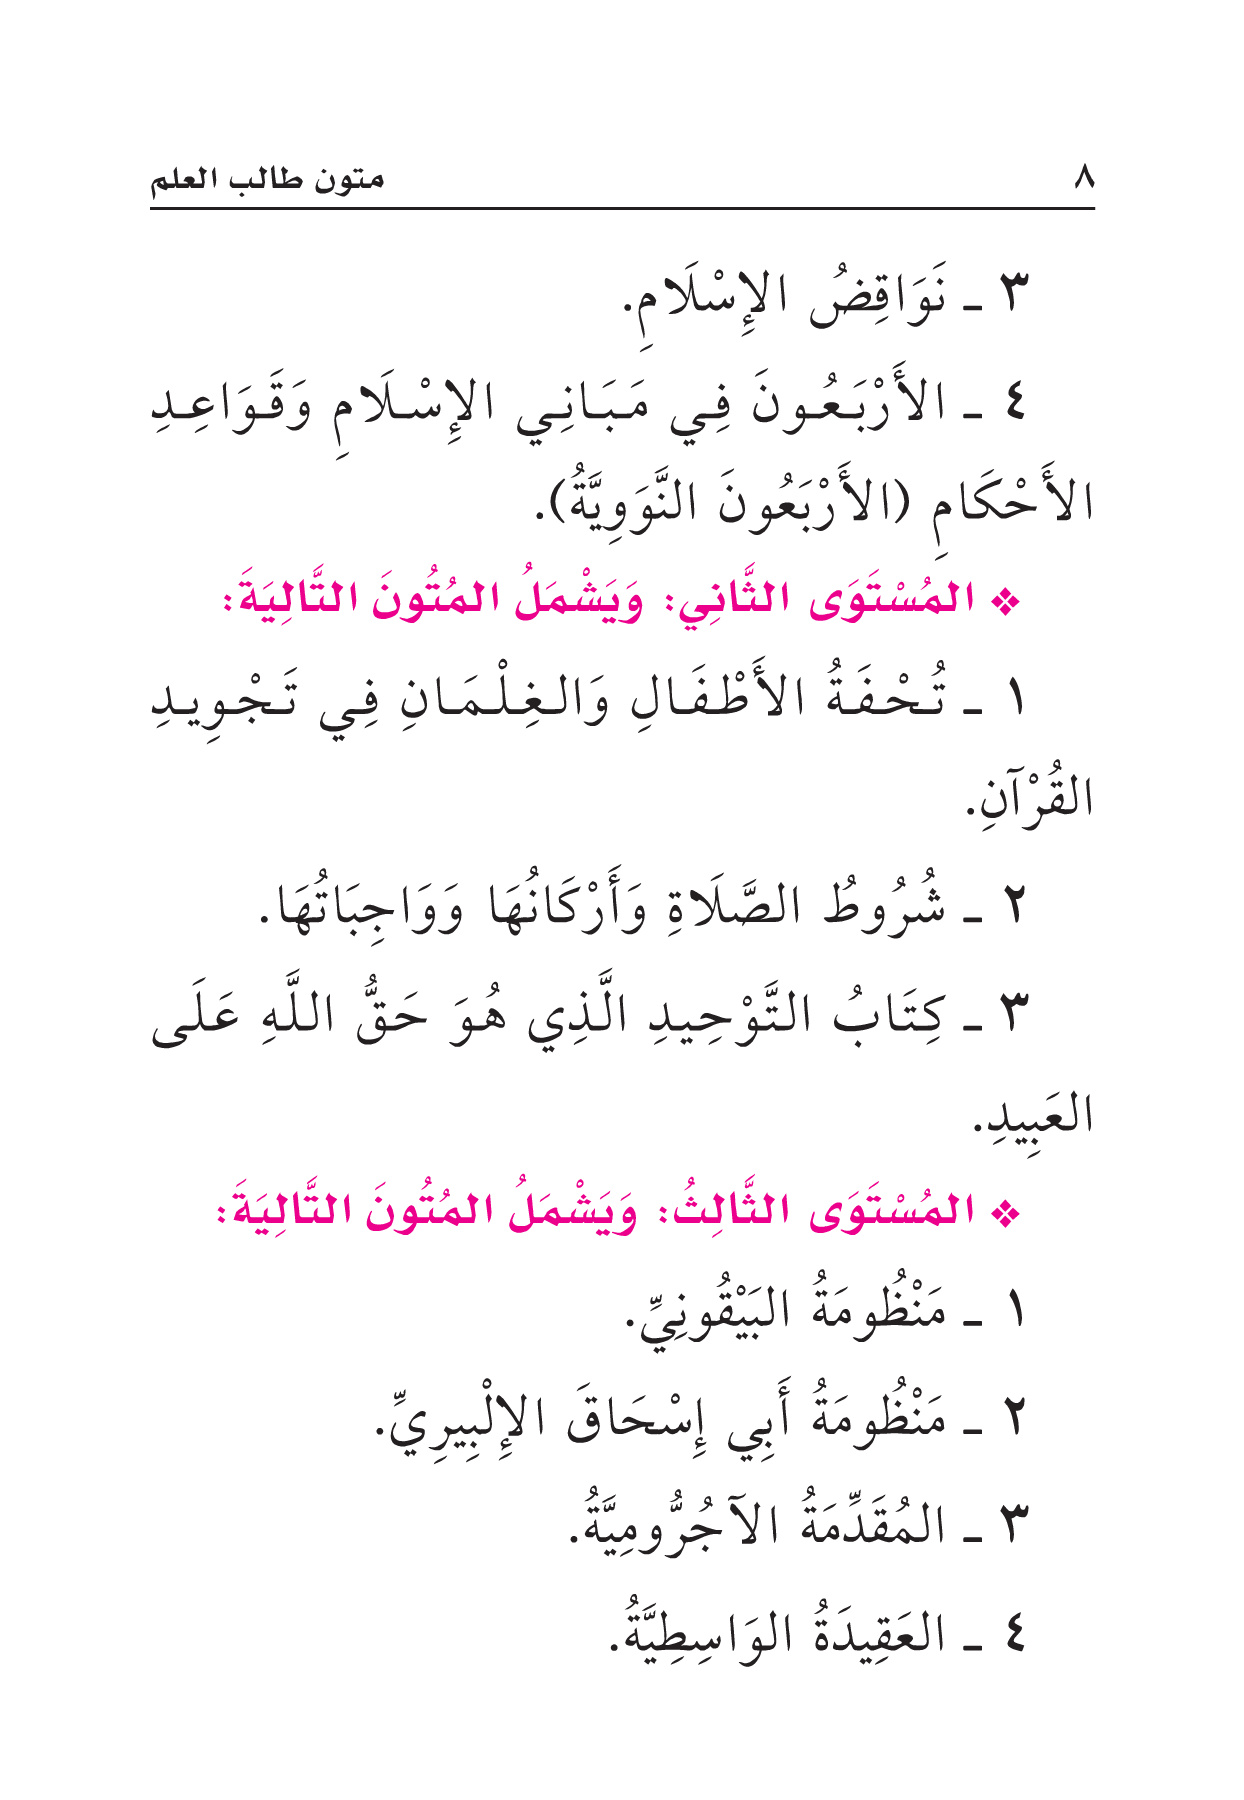 ٨ متون طالب العلم
٣ ـ نَوَاقِضُ الإِسْلَامِ.
٤ ـ الأَرْبَعُونَ فِي مَبَانِي الإِسْلَامِ وَقَوَاعِدِ
الأَحْكَامِ (الأَرْبَعُونَ النَّوَوِيَّةُ).
❖ المُسْتَوَى الثَّانِي: وَيَشْمَلُ المُتُونَ التَّالِيَةَ:
١ ـ تُحْفَةُ الأَطْفَالِ وَالغِلْمَانِ فِي تَجْوِيدِ
القُرْآنِ.
٢ ـ شُرُوطُ الصَّلَاةِ وَأَرْكَانُهَا وَوَاجِبَاتُهَا.
٣ ـ كِتَابُ التَّوْحِيدِ الَّذِي هُوَ حَقُّ اللَّهِ عَلَى
العَبِيدِ.
❖ المُسْتَوَى الثَّالِثُ: وَيَشْمَلُ المُتُونَ التَّالِيَةَ:
١ ـ مَنْظُومَةُ البَيْقُونِيِّ.
٢ ـ مَنْظُومَةُ أَبِي إِسْحَاقَ الإِلْبِيرِيِّ.
٣ ـ المُقَدِّمَةُ الآجُرُّومِيَّةُ.
٤ ـ العَقِيدَةُ الوَاسِطِيَّةُ.